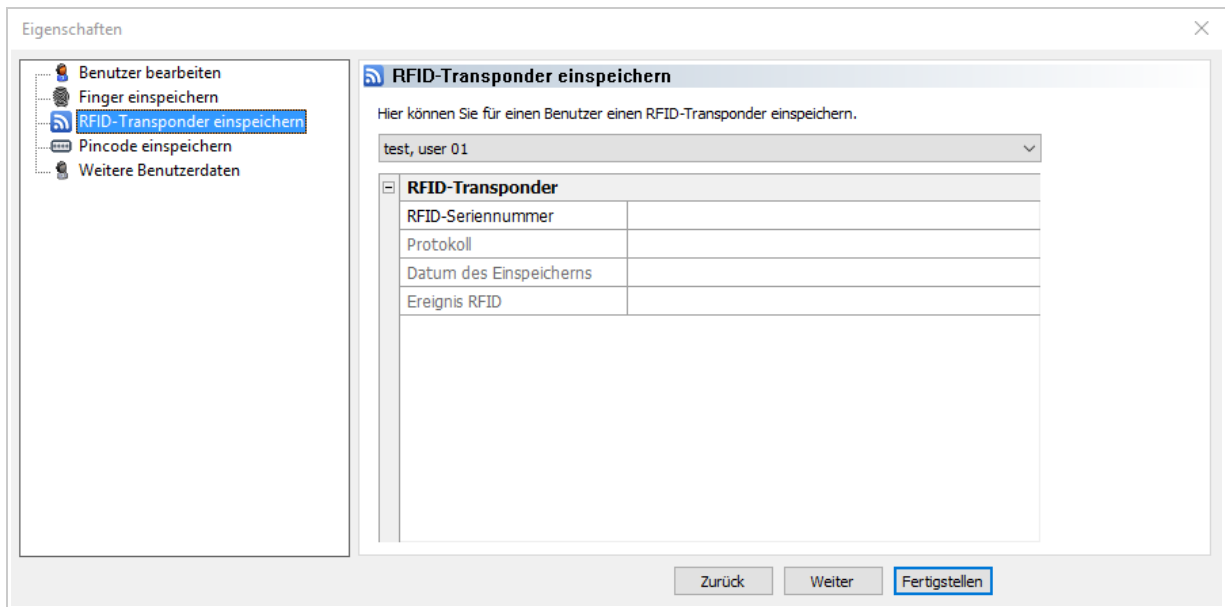 Eigenschaften
Benutzer bearbeiten
Finger einspeichern
RFID-Transponder einspeichern
Pincode einspeichern
Weitere Benutzerdaten
RFID-Transponder einspeichern
Hier können Sie für einen Benutzer einen RFID-Transponder einspeichern.
test, user 01
RFID-Transponder
RFID-Seriennummer
Protokoll
Datum des Einspeicherns
Ereignis RFID
Zurück Weiter Fertigstellen